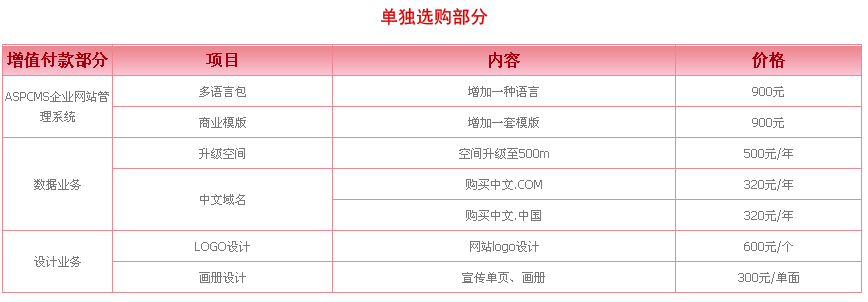 单独选购部分
增值付款部分 项目 内容 价格
ASPCMS企业网站管
理系统
多语言包 增加一种语言 900元
商业模版 增加一套模版 900元
数据业务
升级空间 空间升级至500m 500元/年
中文域名
购买中文.COM 320元/年
购买中文.中国 320元/年
设计业务
LOGO设计 网站logo设计 600元/个
画册设计 宣传单页、画册 300元/单面